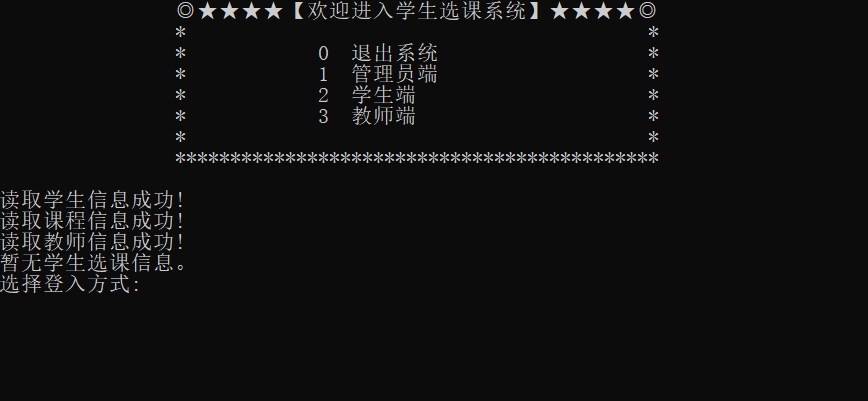 ◎★★★★【欢迎进入学生选课系统】★★★★◎
* *
* 0 退出系统 *
* 1 管理员端 *
* 2 学生端 *
* 3 教师端 *
* *
********************************************
读取学生信息成功!
读取课程信息成功!
读取教师信息成功!
暂无学生选课信息。
选择登入方式: